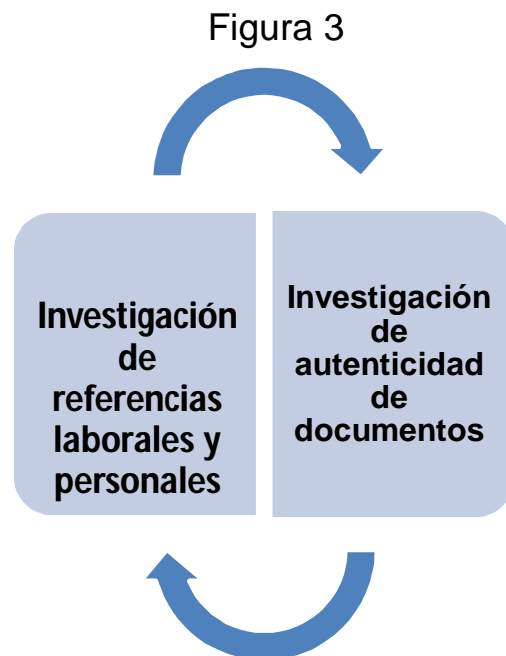 Figura 3
Investigación
de
referencias
laborales y
personales
Investigación
de
autenticidad
de
documentos